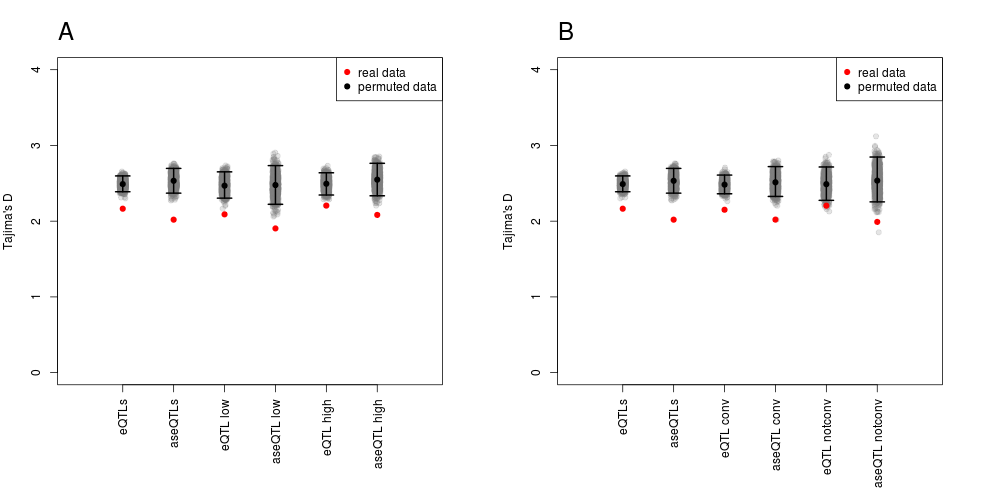 A
Tajima's D
4
3
2
1
0
real data
permuted data
eQTLs
aseQTLs
eQTL low
aseQTL low
eQTL high
aseQTL high
B
Tajima's D
4
3
2
1
0
real data
permuted data
eQTLs
aseQTLs
eQTL conv
aseQTL conv
eQTL notconv
aseQTL notconv